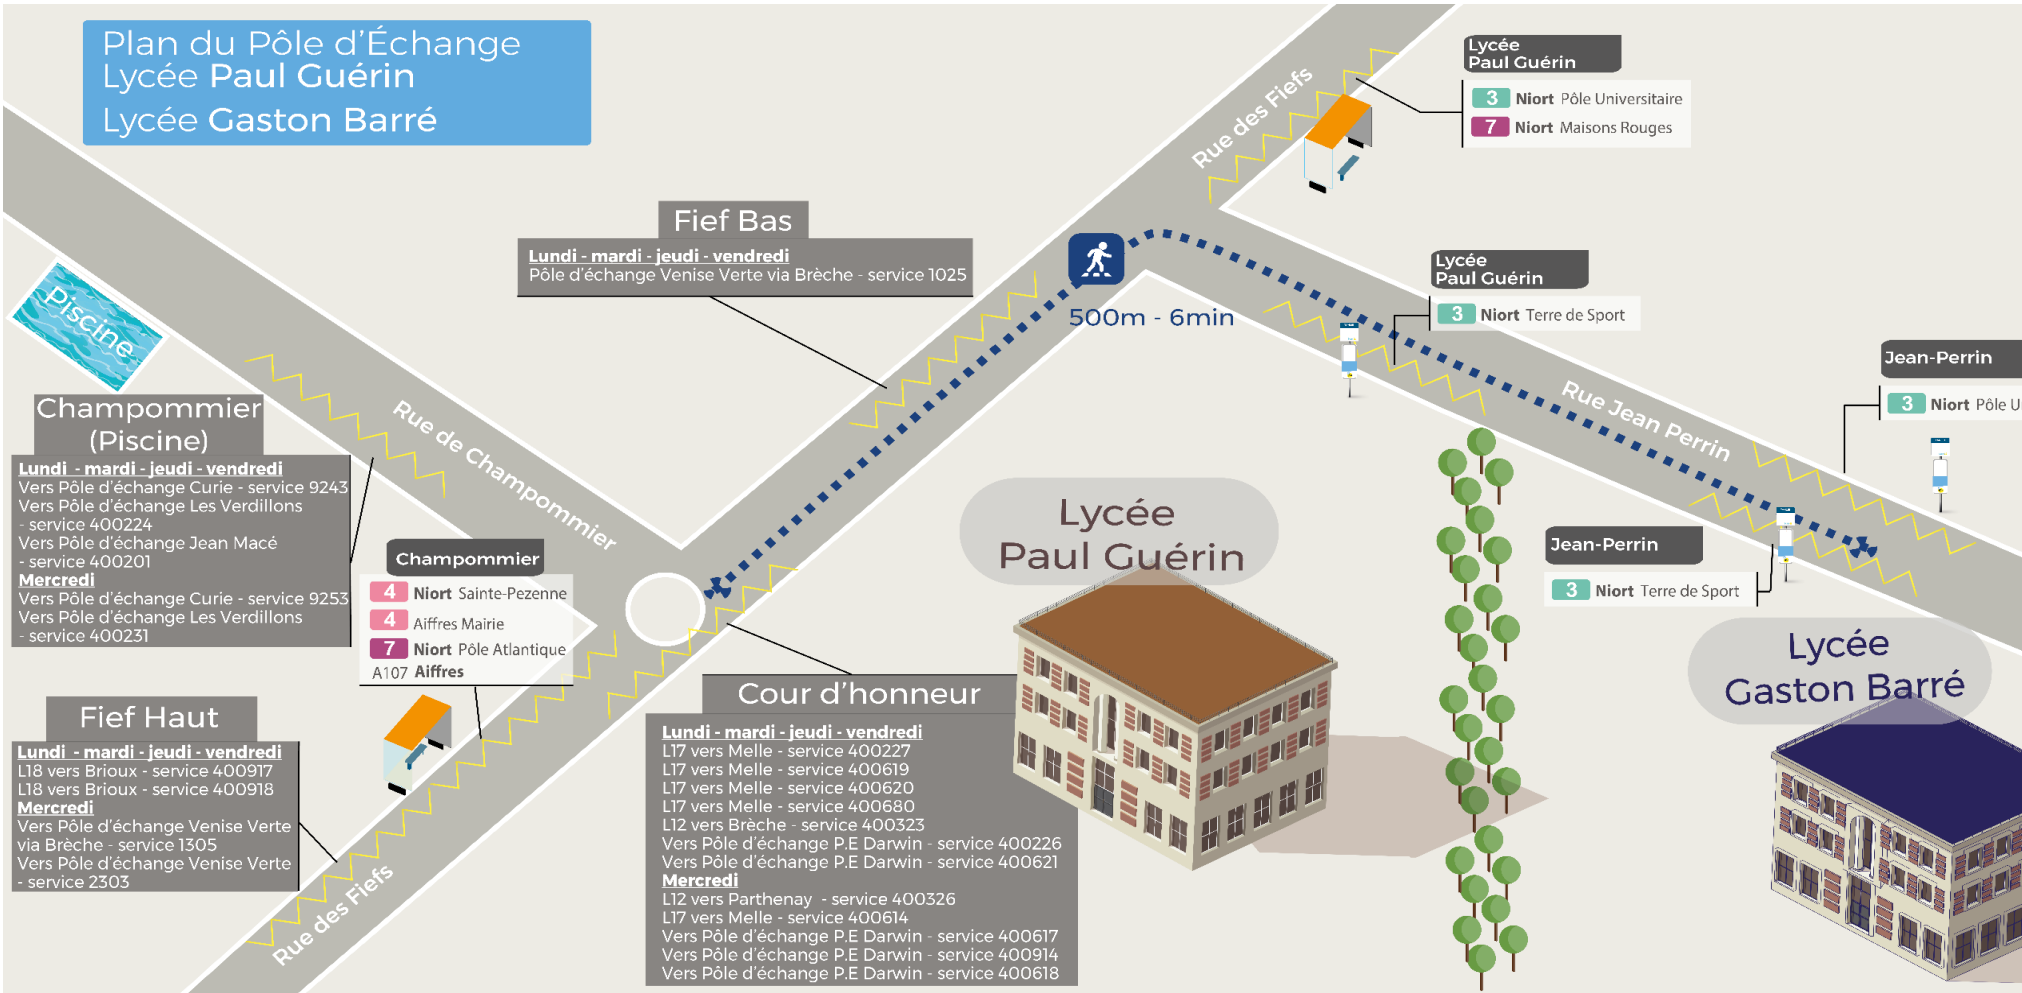 Plan du Pôle d'Échange
Lycée Paul Guérin
Lycée Gaston Barré
Rue des Fiefs
Lycée
Paul Guérin
3 Niort Pôle Universitaire
7 Niort Maisons Rouges
Fief Bas
Lundi - mardi - jeudi - vendredi
Pôle d'échange Venise Verte via Brèche - service 1025
500m - 6min
Lycée
Paul Guérin
3 Niort Terre de Sport
Jean-Perrin
3 Niort Pôle U
Rue Jean Perrin
Jean-Perrin
3 Niort Terre de Sport
Piscine
Rue de Champommier
Champommier
(Piscine)
Lundi - mardi - jeudi - vendredi
Vers Pôle d'échange Curie - service 9243
Vers Pôle d'échange Les Verdillons
- service 400224
Vers Pôle d'échange Jean Macé
- service 400201
Mercredi
Vers Pôle d'échange Curie - service 9253
Vers Pôle d'échange Les Verdillons
- service 400231
Champommier
4 Niort Sainte-Pezenne
4 Aiffres Mairie
7 Niort Pôle Atlantique
A107 Aiffres
Fief Haut
Lundi - mardi - jeudi - vendredi
L18 vers Brioux - service 400917
L18 vers Brioux - service 400918
Mercredi
Vers Pôle d'échange Venise Verte
via Brèche - service 1305
Vers Pôle d'échange Venise Verte
- service 2303
Rue des Fiefs
Cour d'honneur
Lundi - mardi - jeudi - vendredi
L17 vers Melle - service 400227
L17 vers Melle - service 400619
L17 vers Melle - service 400620
L17 vers Melle - service 400680
L12 vers Brèche - service 400323
Vers Pôle d'échange P.E Darwin - service 400226
Vers Pôle d'échange P.E Darwin - service 400621
Mercredi
L12 vers Parthenay - service 400326
L17 vers Melle - service 400614
Vers Pôle d'échange P.E Darwin - service 400617
Vers Pôle d'échange P.E Darwin - service 400914
Vers Pôle d'échange P.E Darwin - service 400618
Lycée
Paul Guérin
Lycée
Gaston Barré